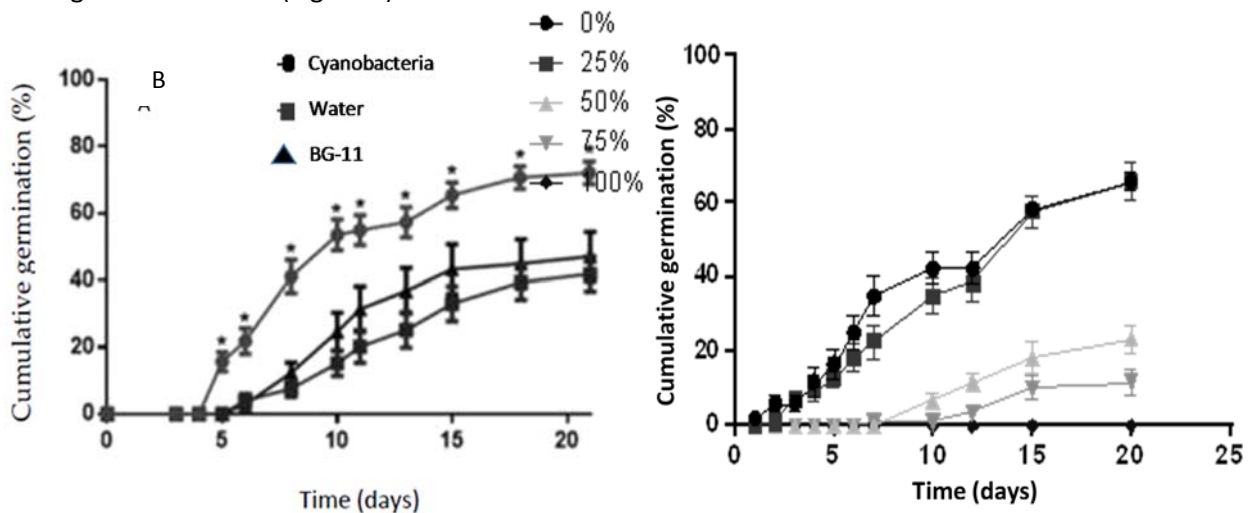 B
Cyanobacteria
Water
BG-11
Cumulative germination (%)
100
80
60
40
20
0
* * * * * * * * *
0 5 10 15 20
Time (days)
0%
25%
50%
75%
100%
Cumulative germination (%)
100
80
60
40
20
0
0 5 10 15 20 25
Time (days)